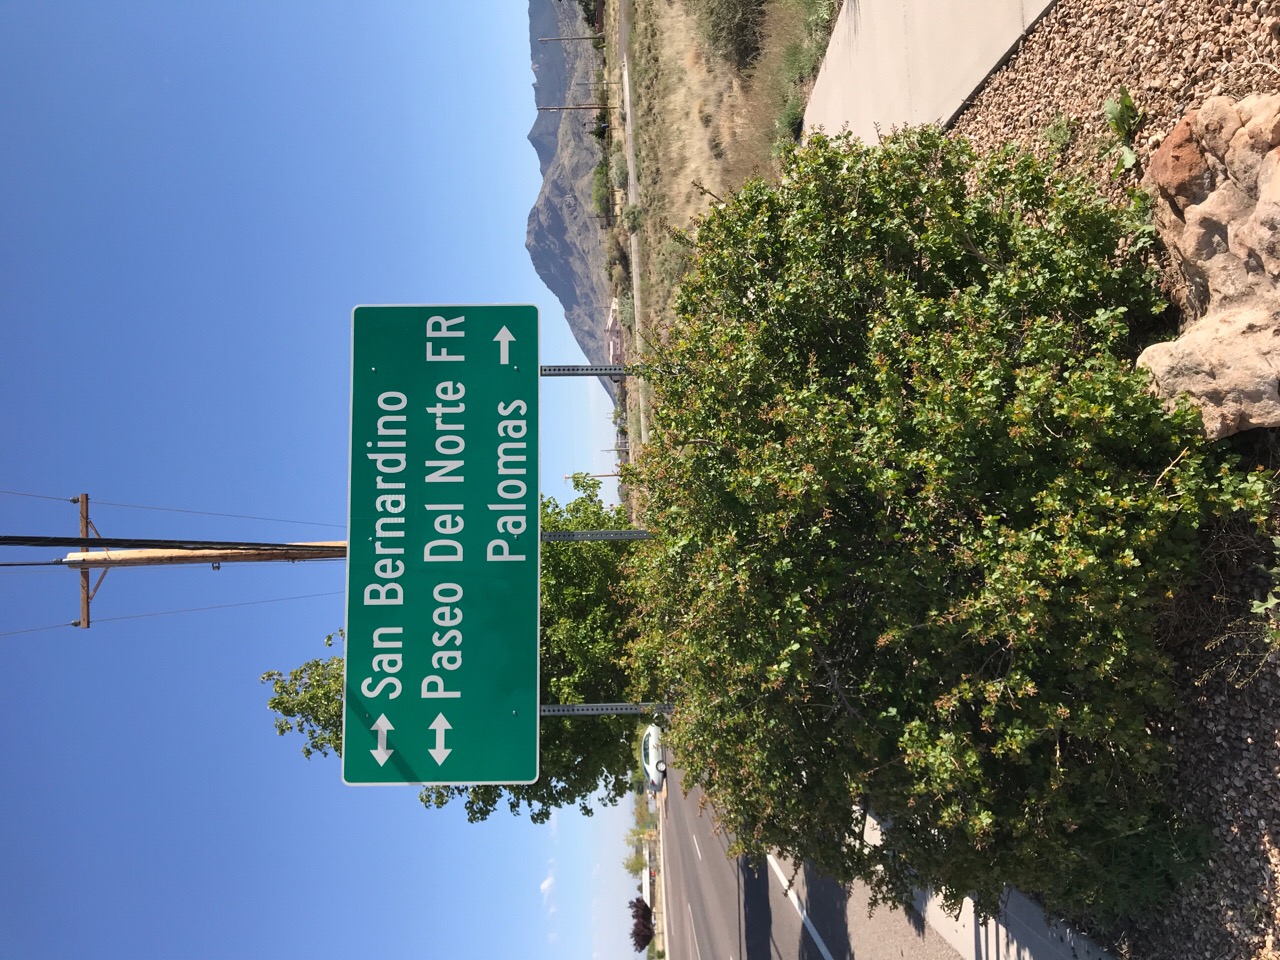 ↔ San Bernardino
↔ Paseo Del Norte FR
Palomas →